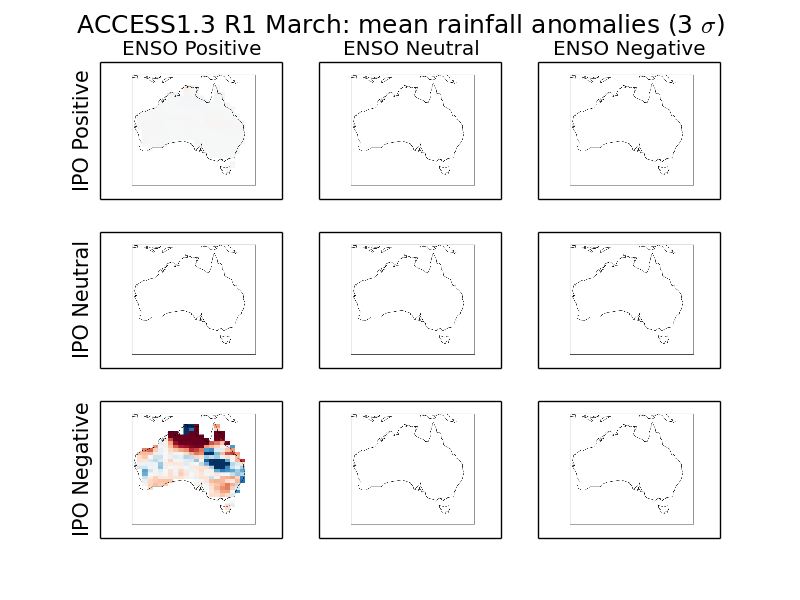 ACCESS1.3 R1 March: mean rainfall anomalies (3 σ)
ENSO Positive ENSO Neutral ENSO Negative
IPO Positive
IPO Neutral
IPO Negative